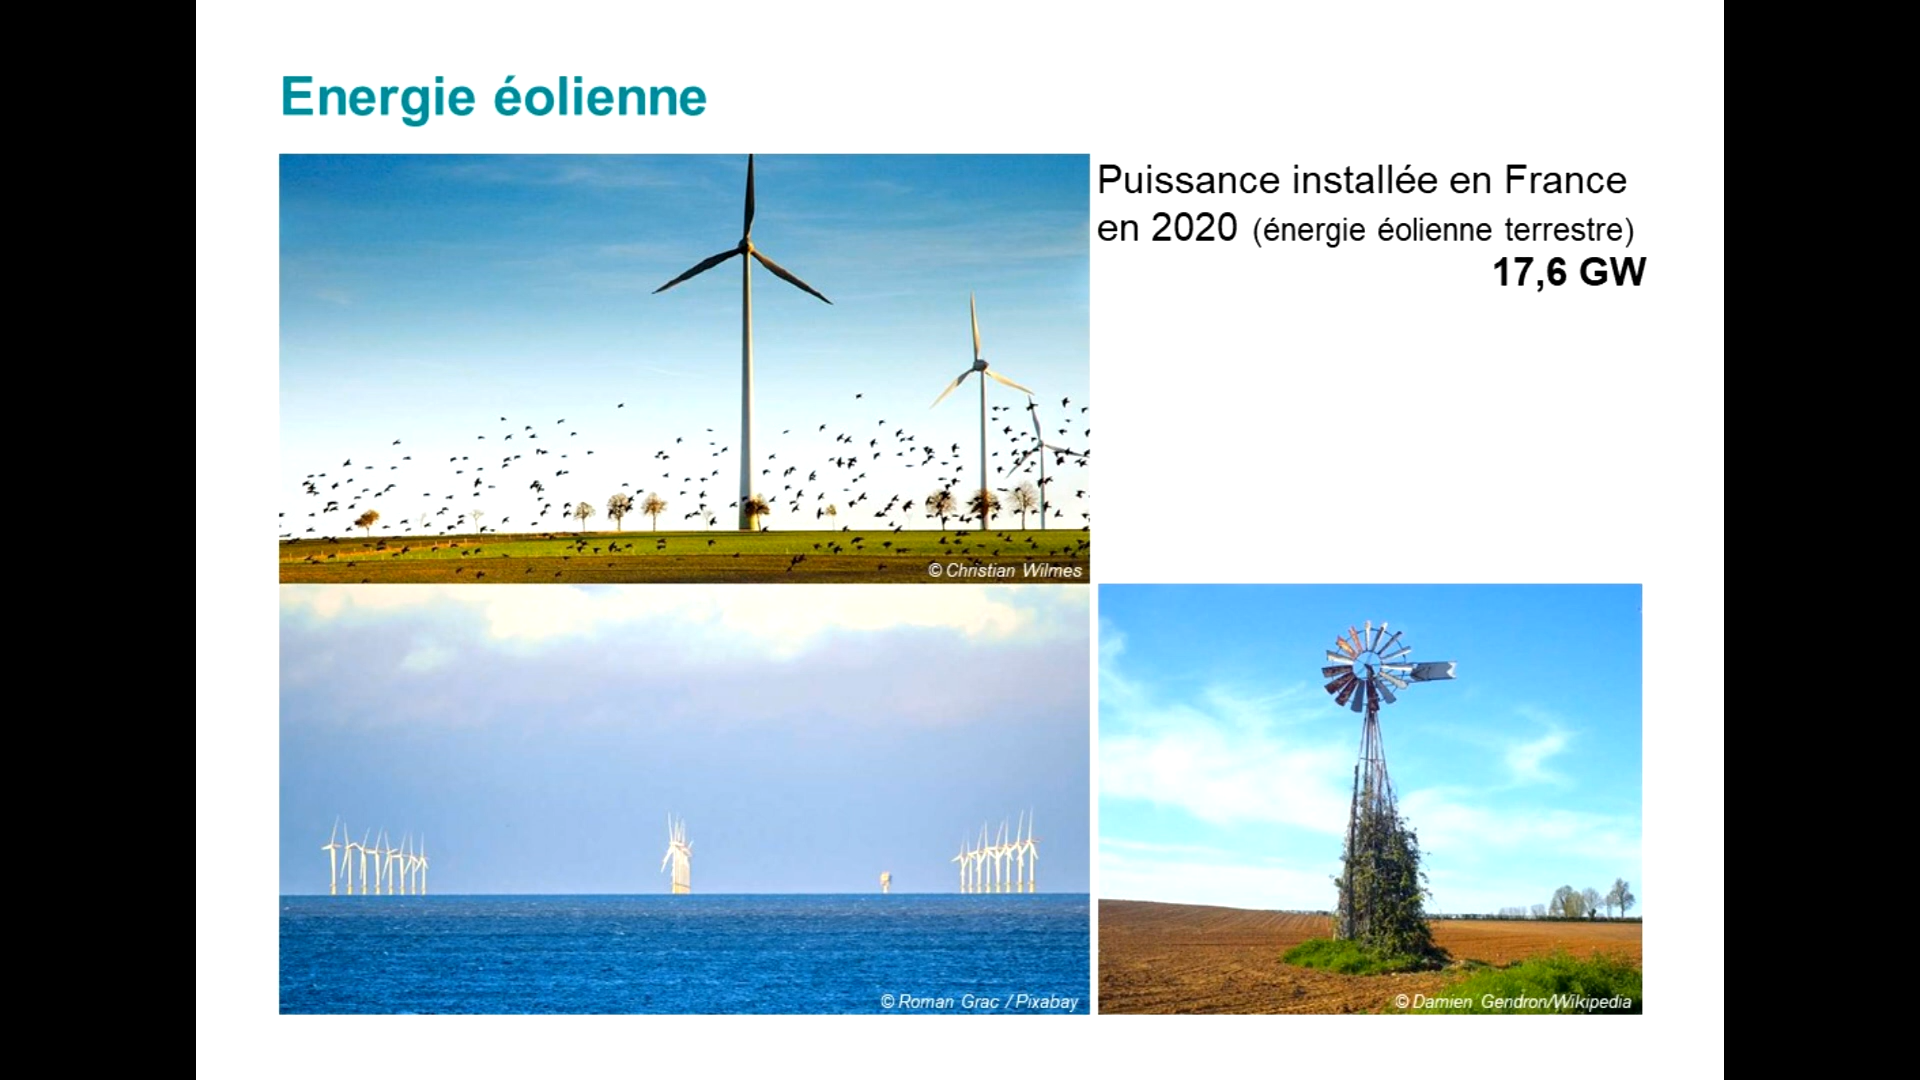 Energie éolienne
Puissance installée en France
en 2020 (énergie éolienne terrestre)
17,6 GW
© Christian Wilmes
© Roman Grac / Pixabay
© Damien Gendron/Wikipedia